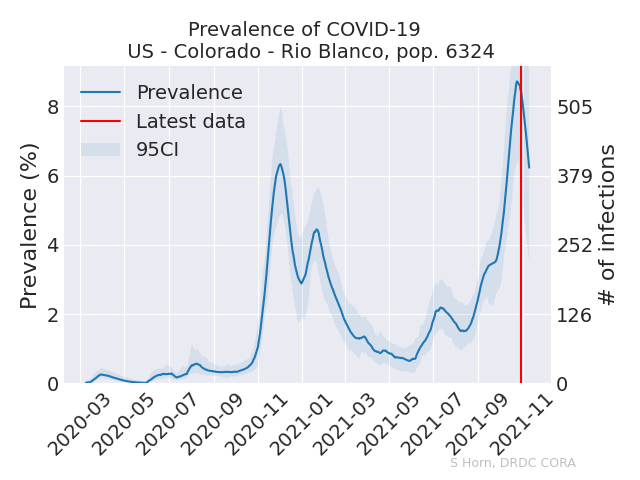 Prevalence of COVID-19
US - Colorado - Rio Blanco, pop. 6324
Prevalence
Latest data
95CI
Prevalence (%)
8
6
4
2
0
505
379
252
126
0
# of infections
2020-03
2020-05
2020-07
2020-09
2020-11
2021-01
2021-03
2021-05
2021-07
2021-09
2021-11
S Horn, DRDC CORA